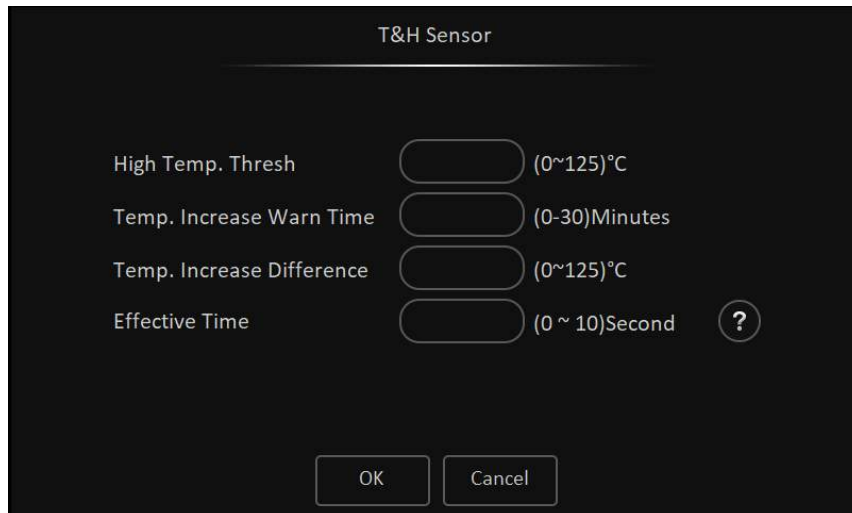 T&H Sensor
High Temp. Thresh (0~125)°C
Temp. Increase Warn Time (0-30)Minutes
Temp. Increase Difference (0~125)°C
Effective Time (0 ~ 10)Second ?
OK Cancel